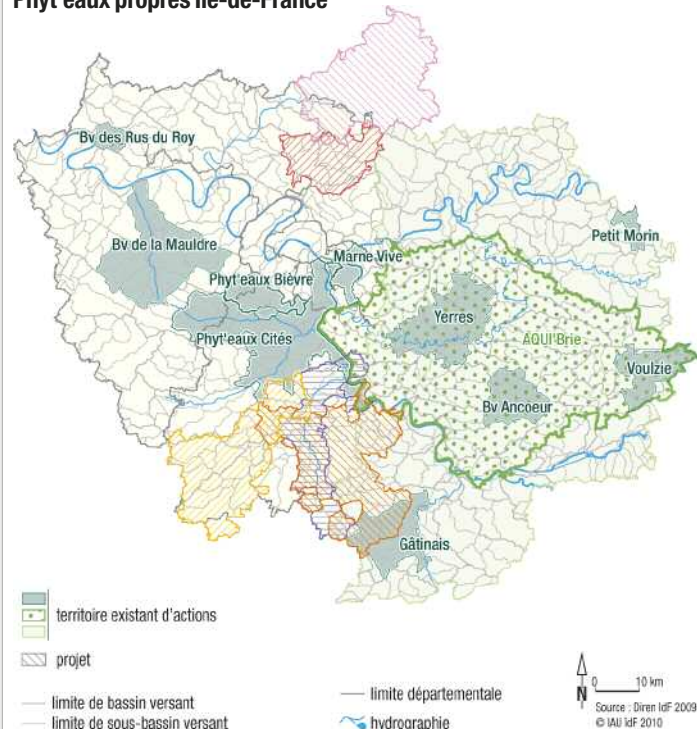 Phyt'eaux propres Île-de-France
Bv des Rus du Roy
Bv de la Mauldre
Petit Morin
Marne Vive
Phyt'eaux Bièvre
Yerres
Phyt'eaux Cités
AQUI'Brie
Voulzie
Bv Ancoeur
Gâtinais
territoire existant d'actions
projet
limite de bassin versant
limite de sous-bassin versant
limite départementale
hydrographie
N
0 10 km
Source : Diren IdF 2009
© IAU îdF 2010